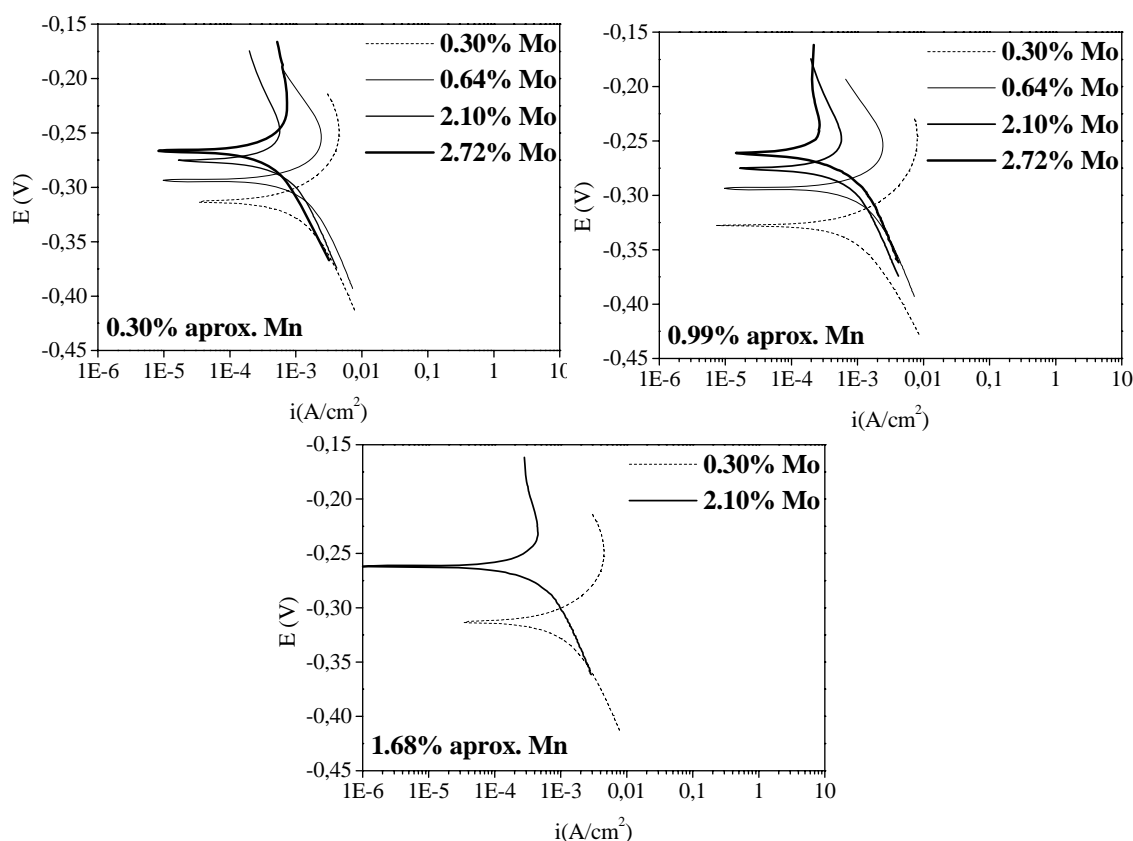 -0,15
-0,20
-0,25
-0,30
-0,35
-0,40
-0,45
E (V)
0.30% Mo
0.64% Mo
2.10% Mo
2.72% Mo
0.30% aprox. Mn
1E-6 1E-5 1E-4 1E-3 0,01 0,1 1 10
i(A/cm²)
-0,15
-0,20
-0,25
-0,30
-0,35
-0,40
-0,45
E (V)
0.30% Mo
0.64% Mo
2.10% Mo
2.72% Mo
0.99% aprox. Mn
1E-6 1E-5 1E-4 1E-3 0,01 0,1 1 10
i(A/cm²)
-0,15
-0,20
-0,25
-0,30
-0,35
-0,40
-0,45
E (V)
0.30% Mo
2.10% Mo
1.68% aprox. Mn
1E-6 1E-5 1E-4 1E-3 0,01 0,1 1 10
i(A/cm²)